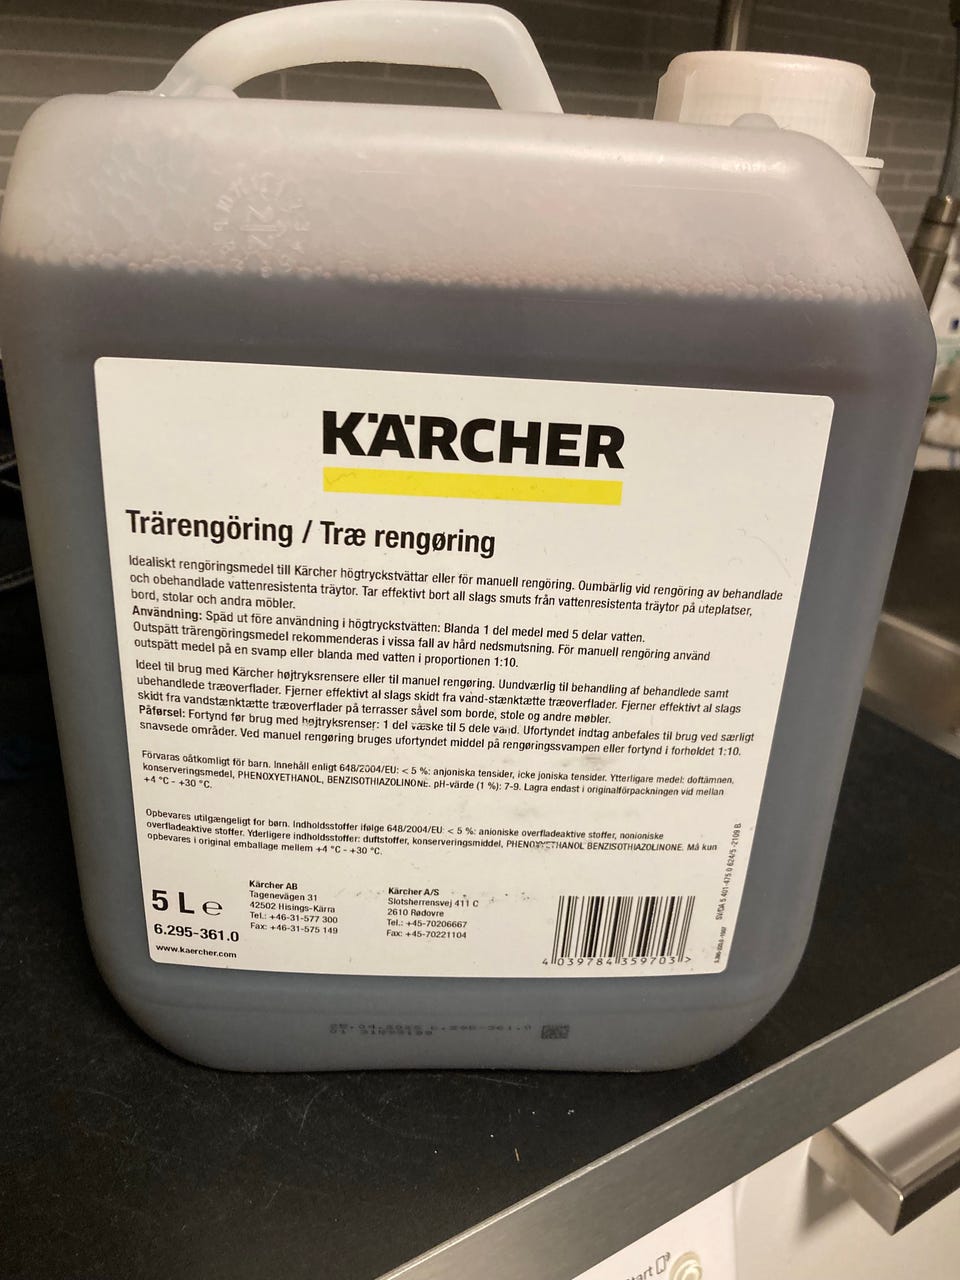 KÄRCHER
Trärengöring / Træ rengøring
Idealiskt rengöringsmedel till Kärcher högtryckstvättar eller för manuell rengöring. Oumbärlig vid rengöring av behandlade
och obehandlade vattenresistenta träytor. Tar effektivt bort all slags smuts från vattenresistenta träytor på uteplatser,
bord, stolar och andra möbler.
Användning: Späd ut före användning i högtryckstvätten: Blanda 1 del medel med 5 delar vatten.
Outspätt trärengöringsmedel rekommenderas i vissa fall av hård nedsmutsning. För manuell rengöring använd
outspätt medel på en svamp eller blanda med vatten i proportionen 1:10.
Ideel til brug med Kärcher højtryksrensere eller til manuel rengøring. Uundværlig til behandling af behandlede samt
ubehandlede træoverflader. Fjerner effektivt al slags skidt fra vand-stænktætte træoverflader. Fjerner effektivt al slags
skidt fra vandstænktætte træoverflader på terrasser såvel som borde, stole og andre møbler.
Påførsel: Fortynd før brug med højtryksrenser: 1 del væske til 5 dele vand. Ufortyndet indtag anbefales til brug ved særligt
snavsede områder. Ved manuel rengøring bruges ufortyndet middel på rengøringssvampen eller fortynd i forholdet 1:10.
Förvaras oåtkomligt för barn. Innehåll enligt 648/2004/EU: < 5 %: anjoniska tensider, icke joniska tensider. Ytterligare medel: doftämnen,
konserveringsmedel, PHENOXYETHANOL, BENZISOTHIAZOLINONE. pH-värde (1 %): 7-9. Lagra endast i originalförpackningen vid mellan
+4 °C - +30 °C.
Opbevares utilgængeligt for børn. Indholdsstoffer ifølge 648/2004/EU: < 5 %: anioniske overfladeaktive stoffer, nonioniske
overfladeaktive stoffer. Yderligere indholdsstoffer: duftstoffer, konserveringsmiddel, PHENOXYETHANOL BENZISOTHIAZOLINONE. Må kun
opbevares i original emballage mellem +4 °C - +30 °C.
5 L e
6.295-361.0
www.kaercher.com
Kärcher AB
Tagenevägen 31
42502 Hisings-Kärra
Tel.: +46-31-577 300
Fax: +46-31-575 149
Kärcher A/S
Slotsherrensvej 411 C
2610 Rødovre
Tel.: +45-70206667
Fax: +45-70221104
4 039784 359703 >